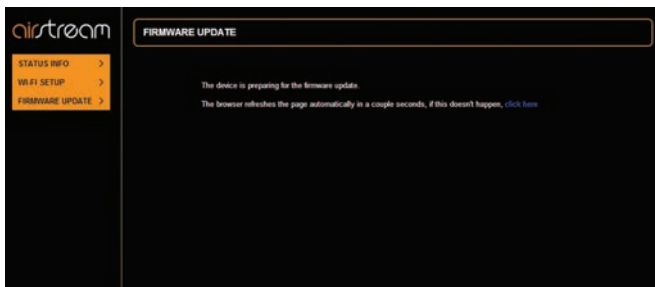 airstream
FIRMWARE UPDATE
STATUS INFO >
WI-FI SETUP >
FIRMWARE UPDATE >
The device is preparing for the firmware update.
The browser refreshes the page automatically in a couple seconds, if this doesn't happen, click here